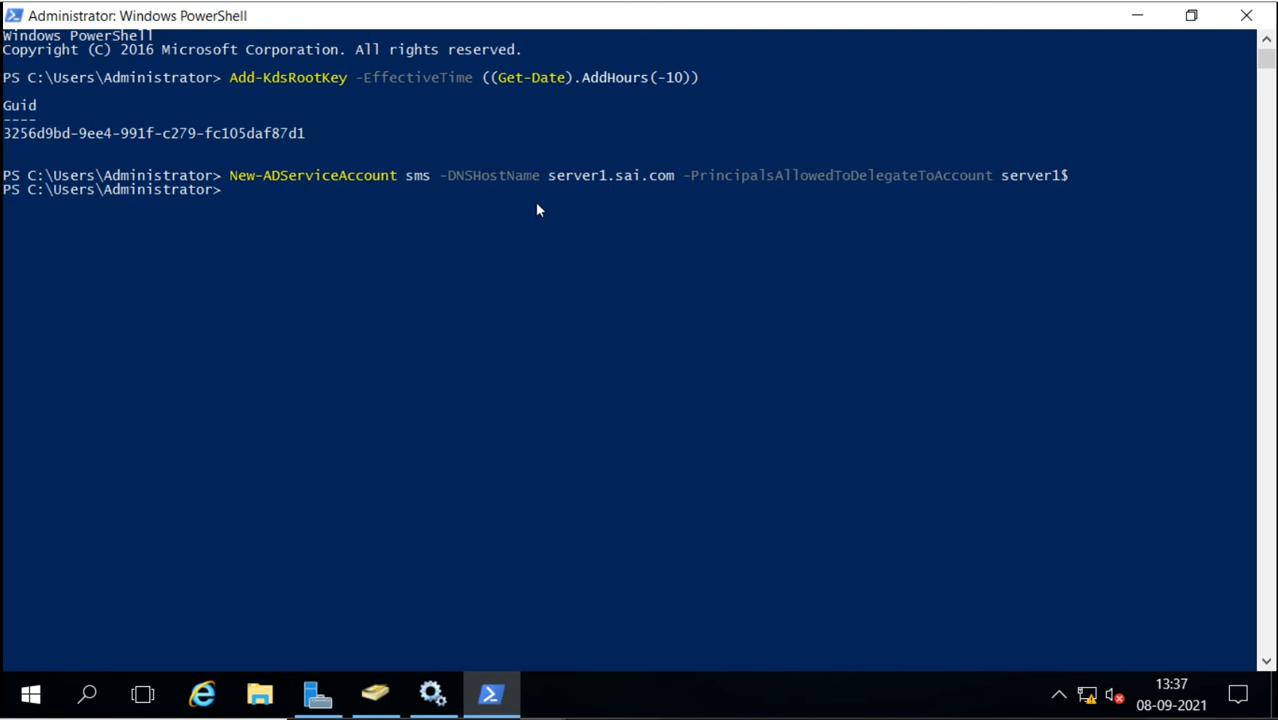 Administrator: Windows PowerShell
Windows PowerShell
Copyright (C) 2016 Microsoft Corporation. All rights reserved.
PS C:\Users\Administrator> Add-KdsRootKey -EffectiveTime ((Get-Date).AddHours(-10))
Guid
----
3256d9bd-9ee4-991f-c279-fc105daf87d1
PS C:\Users\Administrator> New-ADServiceAccount sms -DNSHostName server1.sai.com -PrincipalsAllowedToDelegateToAccount server1$
PS C:\Users\Administrator>
13:37
08-09-2021